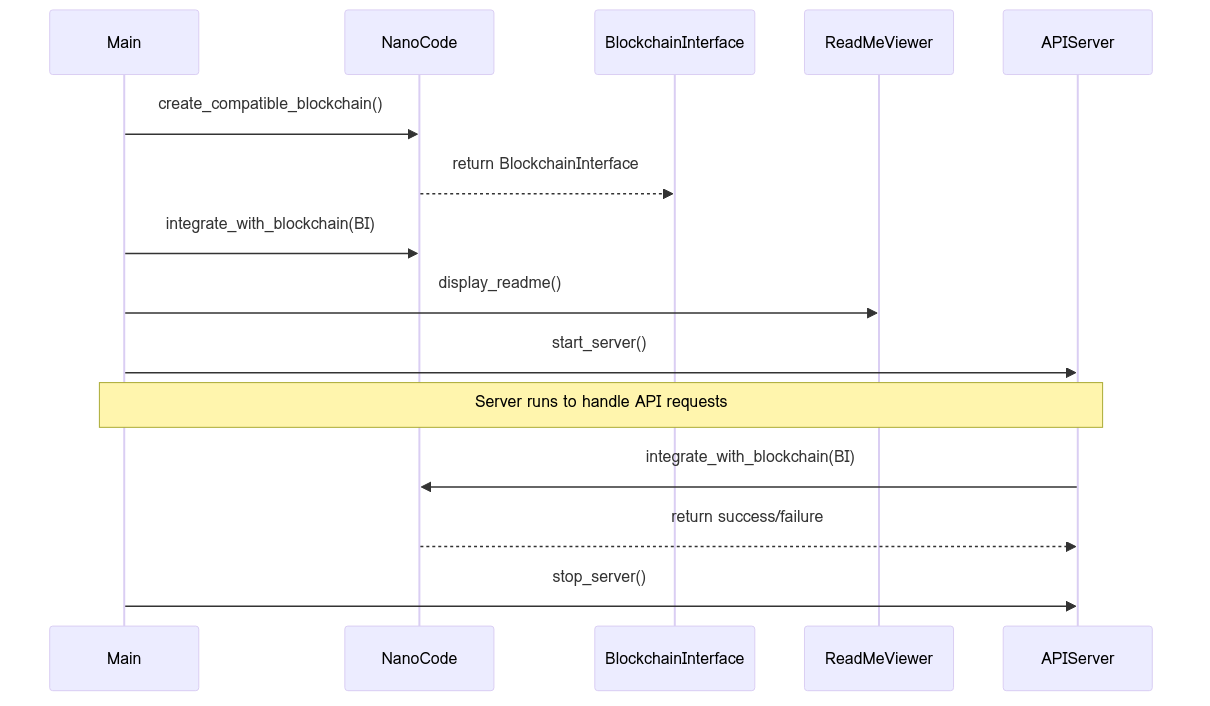 Main
NanoCode
BlockchainInterface
ReadMeViewer
APIServer
create_compatible_blockchain()
return BlockchainInterface
integrate_with_blockchain(BI)
display_readme()
start_server()
Server runs to handle API requests
integrate_with_blockchain(BI)
return success/failure
stop_server()
Main
NanoCode
BlockchainInterface
ReadMeViewer
APIServer